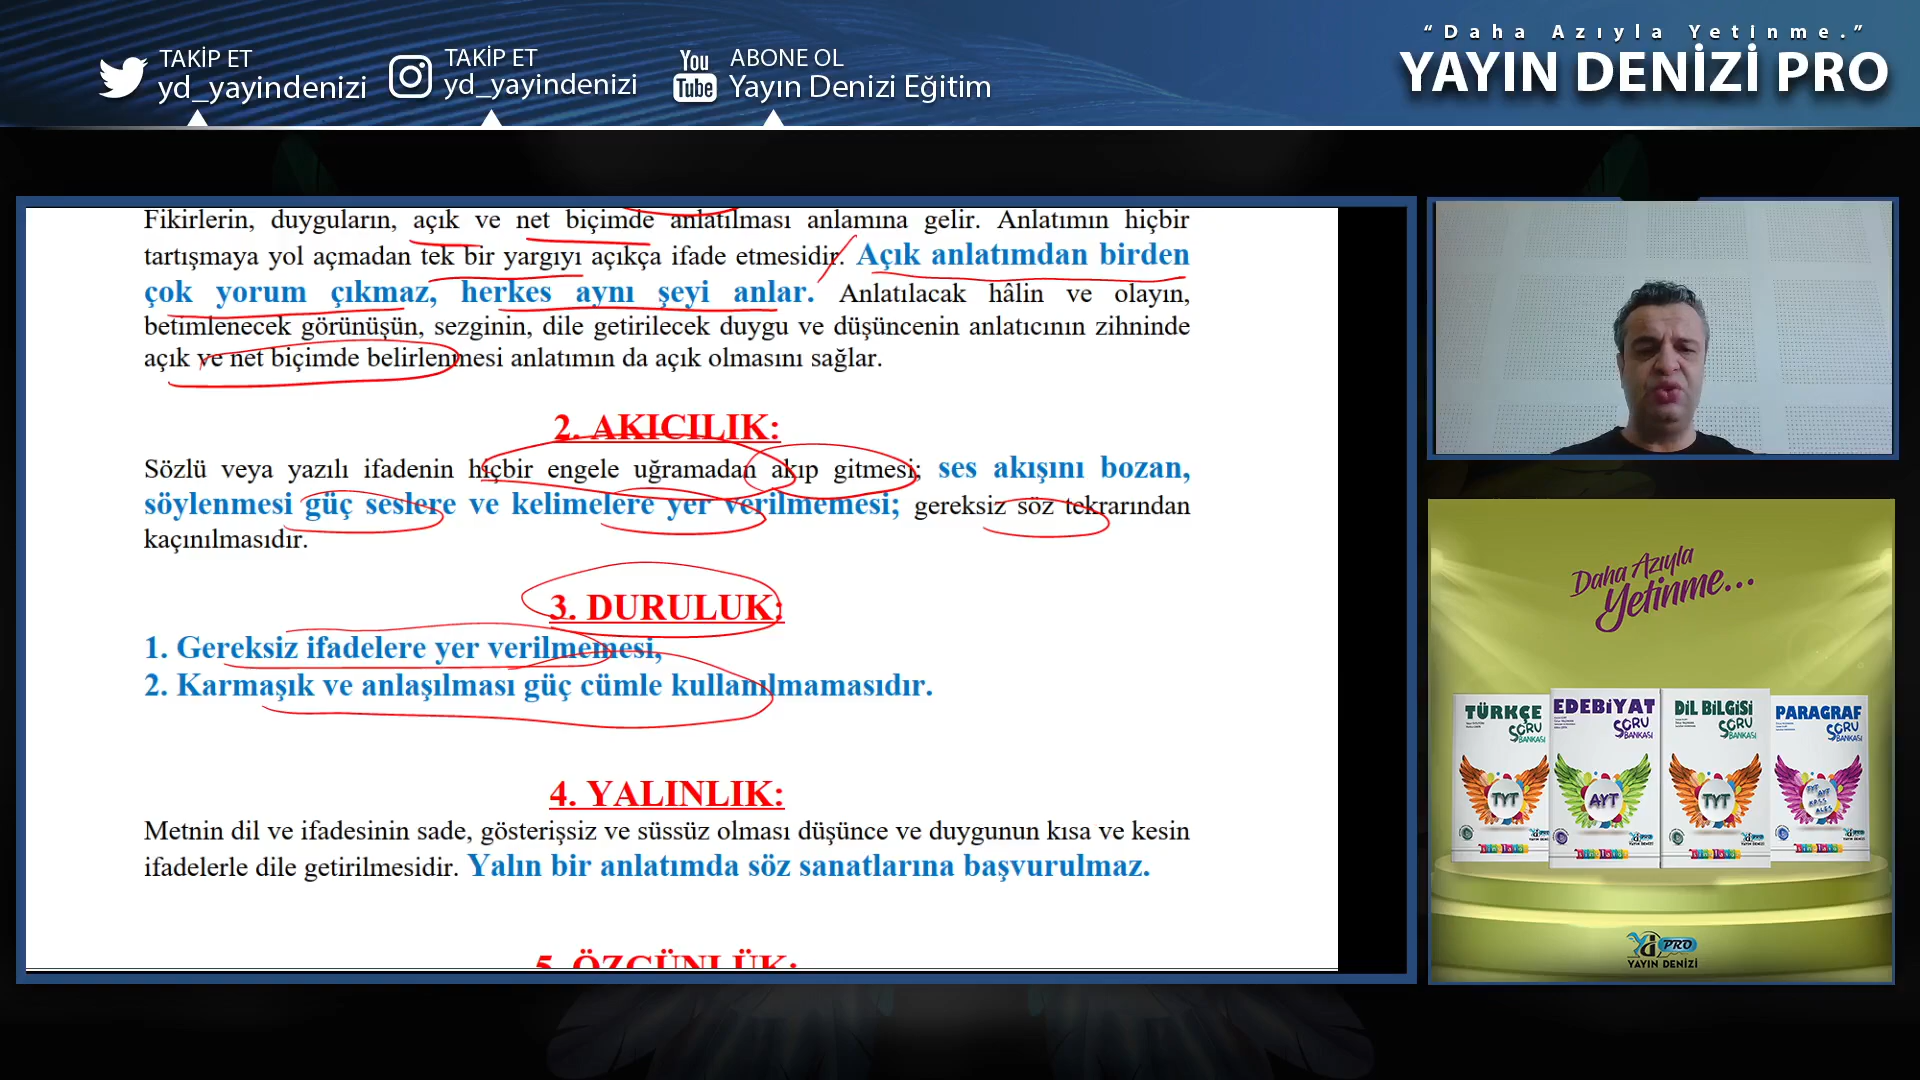 TAKİP ET
yd_yayindenizi
TAKİP ET
yd_yayindenizi
You
Tube
ABONE OL
Yayın Denizi Eğitim
“Daha Azıyla Yetinme.”
YAYIN DENİZİ PRO
Fikirlerin, duyguların, açık ve net biçimde anlatılması anlamına gelir. Anlatımın hiçbir
tartışmaya yol açmadan tek bir yargıyı açıkça ifade etmesidir. Açık anlatımdan birden
çok yorum çıkmaz, herkes aynı şeyi anlar. Anlatılacak hâlin ve olayın,
betimlenecek görünüşün, sezginin, dile getirilecek duygu ve düşüncenin anlatıcının zihninde
açık ve net biçimde belirlenmesi anlatımın da açık olmasını sağlar.
2. AKICILIK:
Sözlü veya yazılı ifadenin hiçbir engele uğramadan akıp gitmesi; ses akışını bozan,
söylenmesi güç seslere ve kelimelere yer verilmemesi; gereksiz söz tekrarından
kaçınılmasıdır.
3. DURULUK:
1. Gereksiz ifadelere yer verilmemesi,
2. Karmaşık ve anlaşılması güç cümle kullanılmamasıdır.
4. YALINLIK:
Metnin dil ve ifadesinin sade, gösterişsiz ve süssüz olması düşünce ve duygunun kısa ve kesin
ifadelerle dile getirilmesidir. Yalın bir anlatımda söz sanatlarına başvurulmaz.
5. ÖZGÜNLÜK:
Daha Azıyla
Yetinme...
TÜRKÇE
SORU
BANKASI
TYT
EDEBİYAT
SORU
BANKASI
AYT
DİL BİLGİSİ
SORU
BANKASI
TYT
PARAGRAF
SORU
BANKASI
PRO
YAYIN DENİZİ